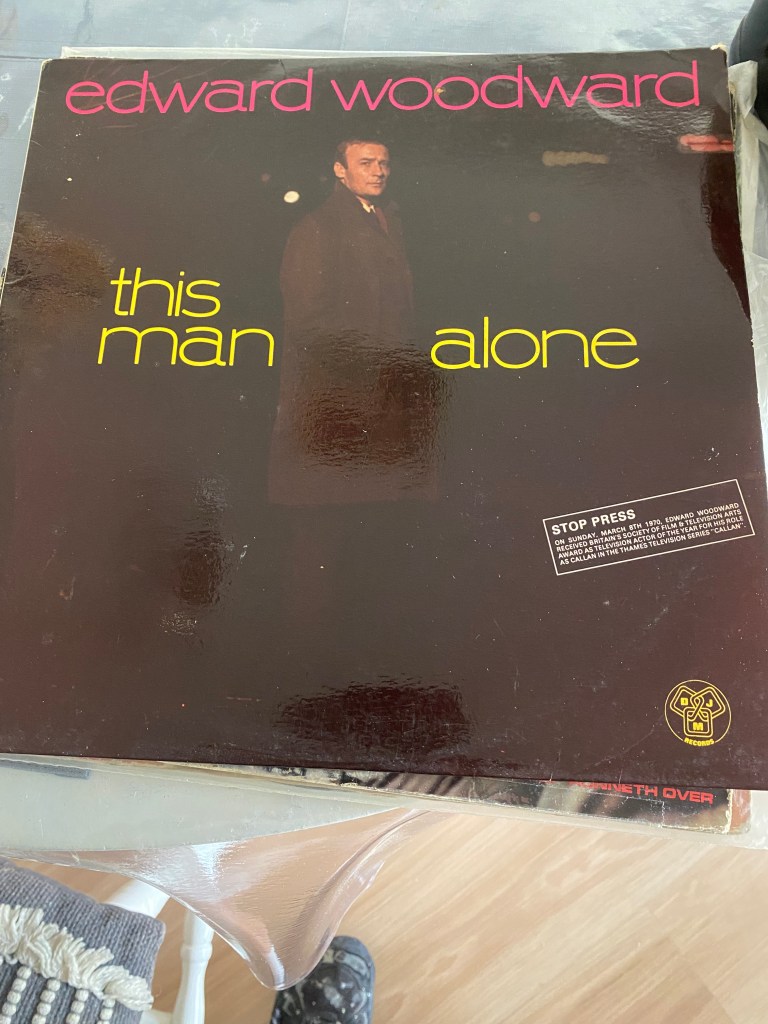 edward woodward
this
man alone
STOP PRESS
ON SUNDAY, MARCH 8TH 1970, EDWARD WOODWARD
RECEIVED BRITAIN'S SOCIETY OF FILM & TELEVISION ARTS
AWARD AS TELEVISION ACTOR OF THE YEAR FOR HIS ROLE
AS CALLAN IN THE THAMES TELEVISION SERIES "CALLAN".
D J
M
RECORDS
OVER